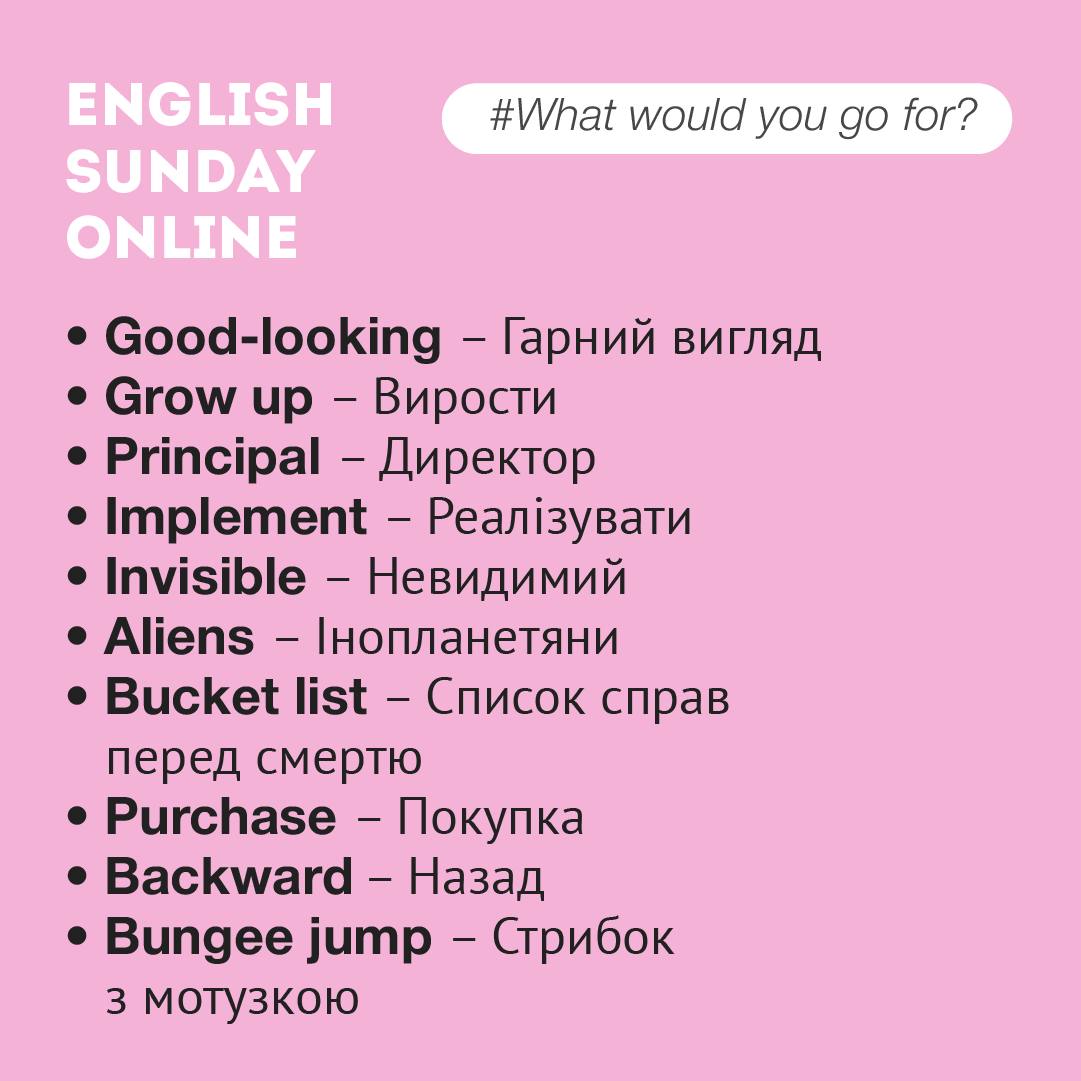 ENGLISH
SUNDAY
ONLINE
#What would you go for?
• Good-looking – Гарний вигляд
• Grow up – Вирости
• Principal – Директор
• Implement – Реалізувати
• Invisible – Невидимий
• Aliens – Інопланетяни
• Bucket list – Список справ
перед смертю
• Purchase – Покупка
• Backward – Назад
• Bungee jump – Стрибок
з мотузкою